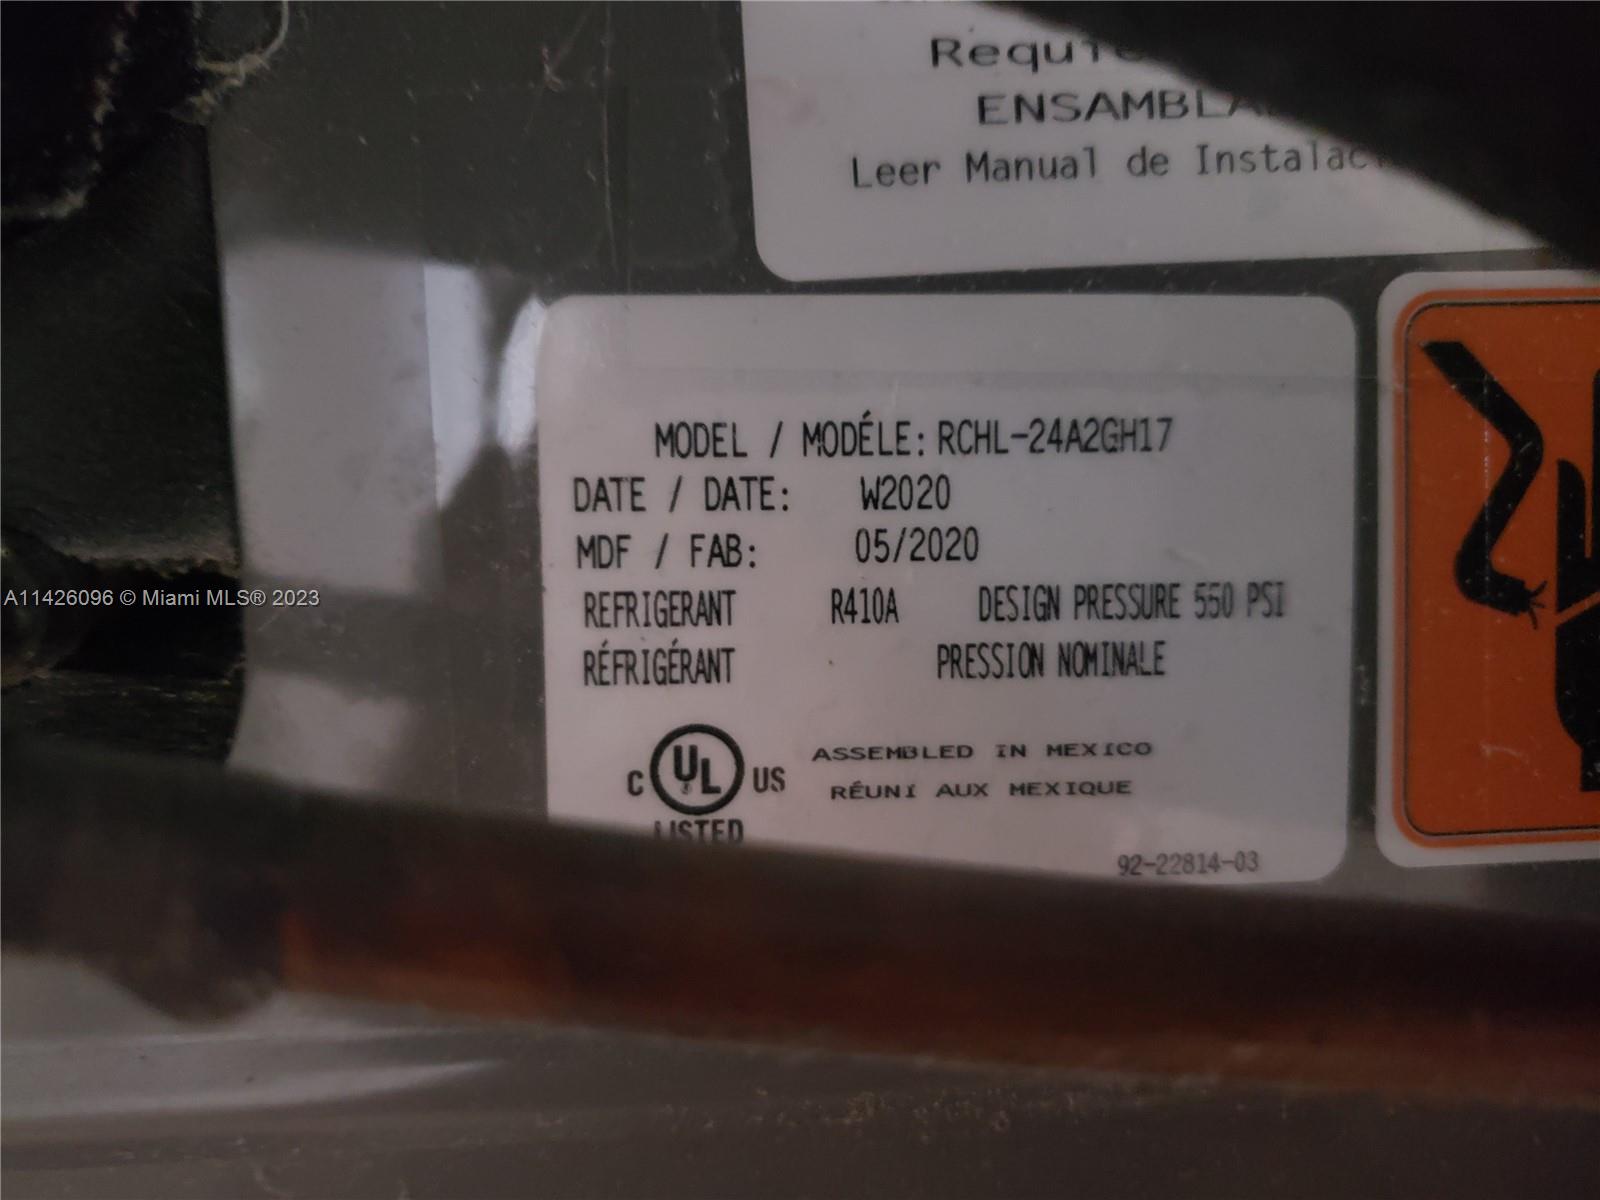 ENSAMBLA
Leer Manual de Instalac
MODEL / MODÉLE: RCHL-24A2GH17
DATE / DATE: W2020
MDF / FAB: 05/2020
REFRIGERANT R410A DESIGN PRESSURE 550 PSI
RÉFRIGÉRANT PRESSION NOMINALE
C UL ® US
LISTED
ASSEMBLED IN MEXICO
RÉUNI AUX MEXIQUE
92-22814-03
A11426096 © Miami MLS® 2023